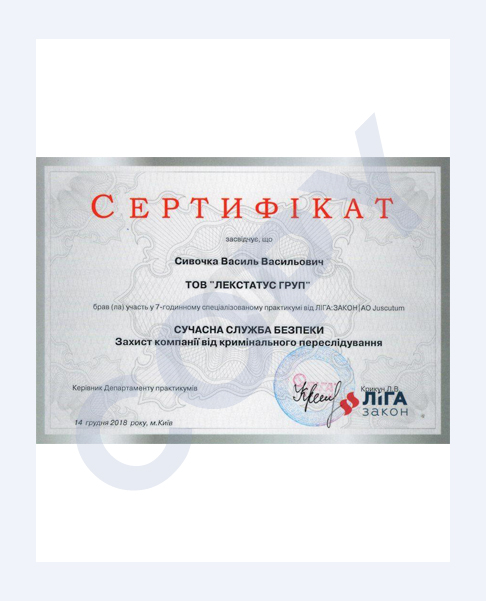 СЕРТИФІКАТ
засвідчує, що
Сивочка Василь Васильович
ТОВ "ЛЕКСТАТУС ГРУП"
брав (ла) участь у 7-годинному спеціалізованому практикумі від ЛІГА:ЗАКОН|АО Juscutum
СУЧАСНА СЛУЖБА БЕЗПЕКИ
Захист компанії від кримінального переслідування
Керівник Департаменту практикумів
Крикун Л.В.
ЛІГА
закон
14 грудня 2018 року, м.Київ
COPY